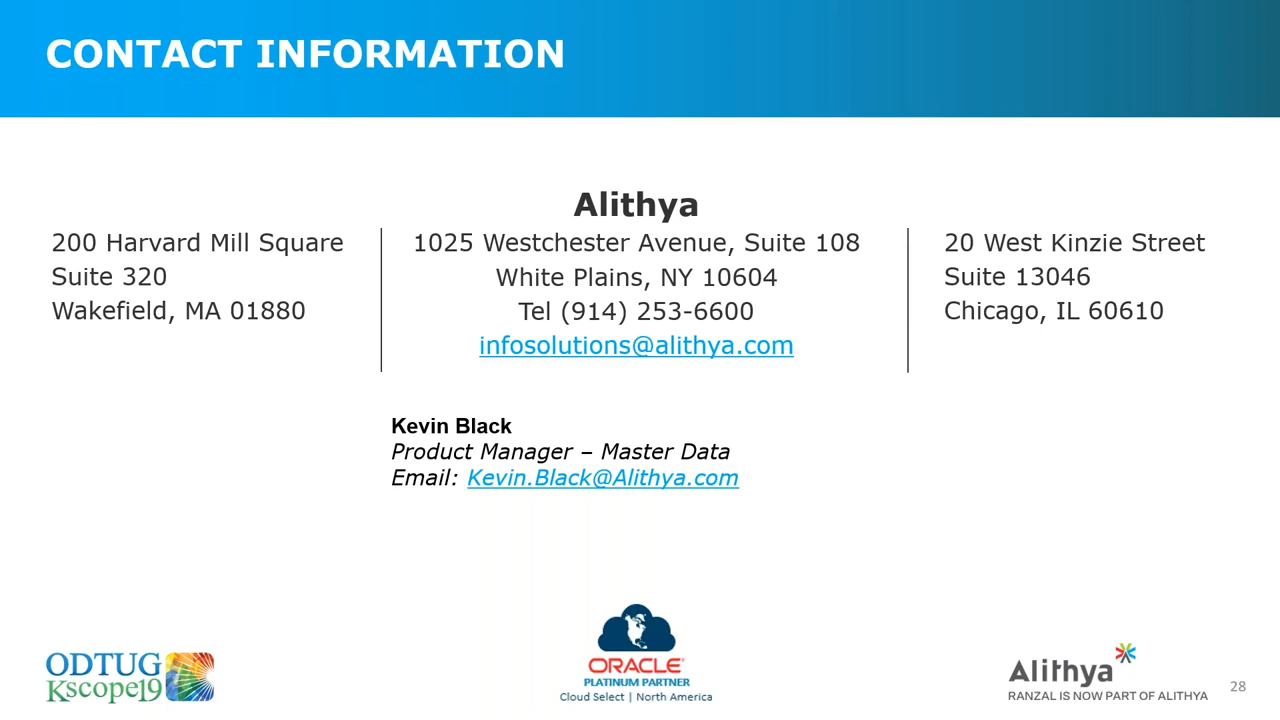 CONTACT INFORMATION
Alithya
200 Harvard Mill Square
Suite 320
Wakefield, MA 01880
1025 Westchester Avenue, Suite 108
White Plains, NY 10604
Tel (914) 253-6600
infosolutions@alithya.com
20 West Kinzie Street
Suite 13046
Chicago, IL 60610
Kevin Black
Product Manager – Master Data
Email: Kevin.Black@Alithya.com
ODTUG
Kscope19
ORACLE
PLATINUM PARTNER
Cloud Select | North America
Alithya
RANZAL IS NOW PART OF ALITHYA
28